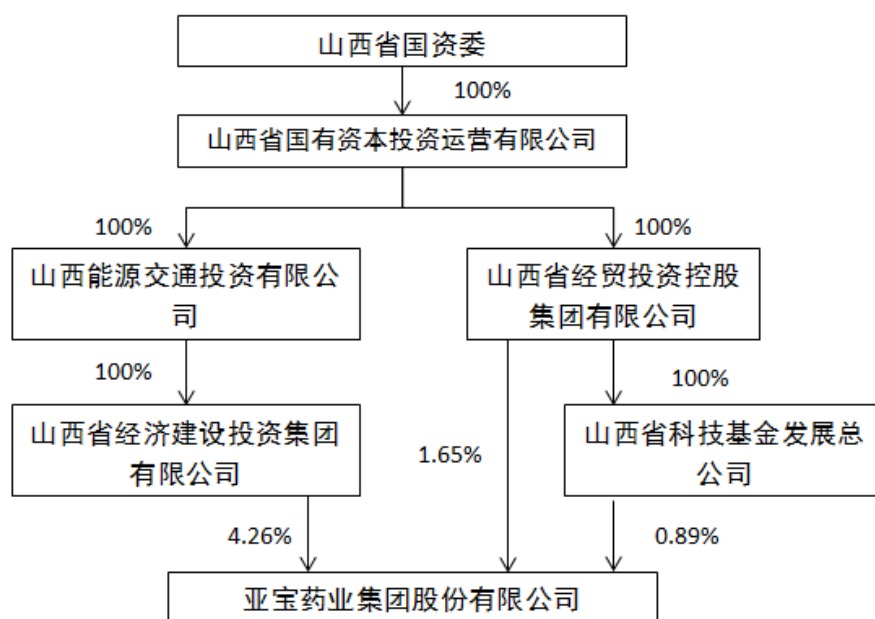 山西省国资委
100%
山西省国有资本投资运营有限公司
100%
100%
山西能源交通投资有限公
司
山西省经贸投资控股
集团有限公司
100%
100%
山西省经济建设投资集团
有限公司
1.65%
山西省科技基金发展总
公司
4.26%
0.89%
亚宝药业集团股份有限公司